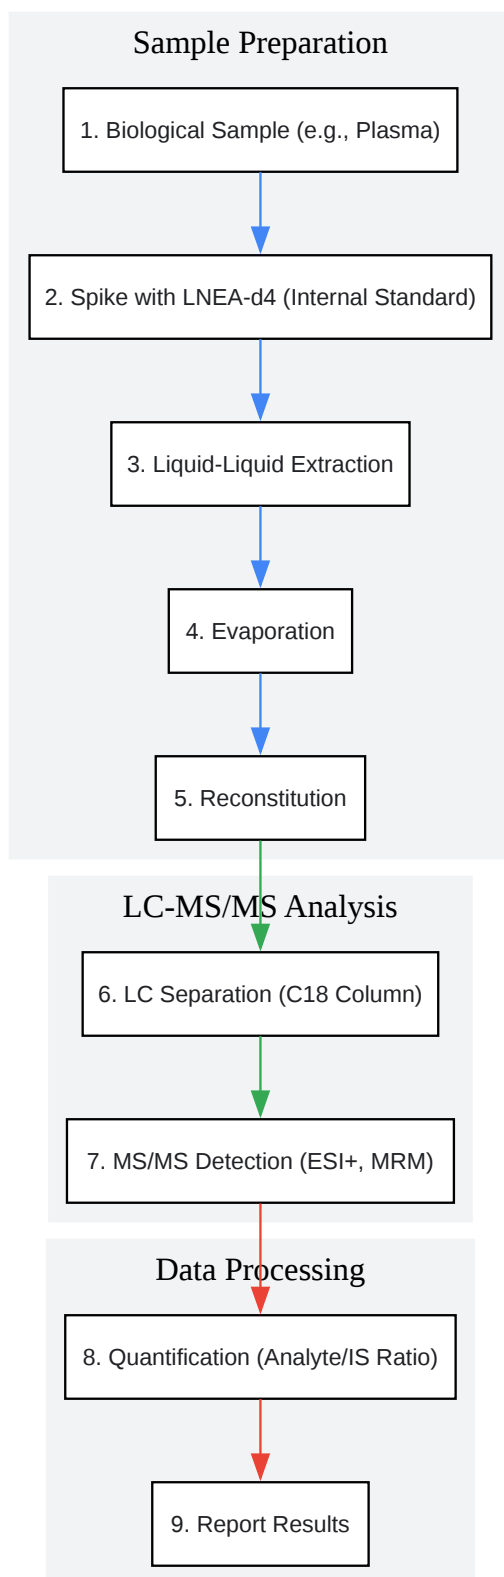 Sample Preparation
1. Biological Sample (e.g., Plasma)
2. Spike with LNEA-d4 (Internal Standard)
3. Liquid-Liquid Extraction
4. Evaporation
5. Reconstitution
LC-MS/MS Analysis
6. LC Separation (C18 Column)
7. MS/MS Detection (ESI+, MRM)
Data Processing
8. Quantification (Analyte/IS Ratio)
9. Report Results